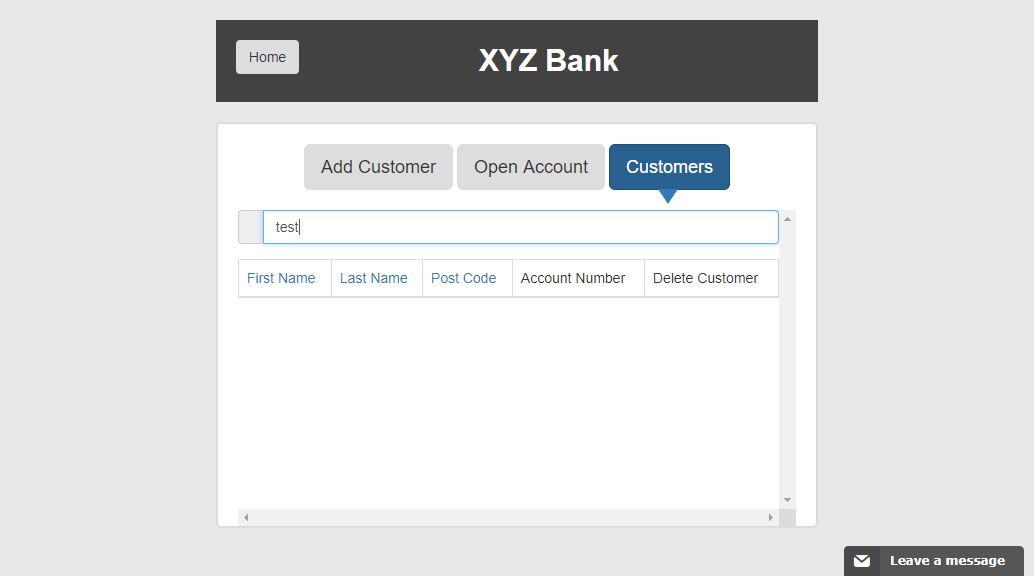 Home
XYZ Bank
Add Customer
Open Account
Customers
test
First Name
Last Name
Post Code
Account Number
Delete Customer
Leave a message